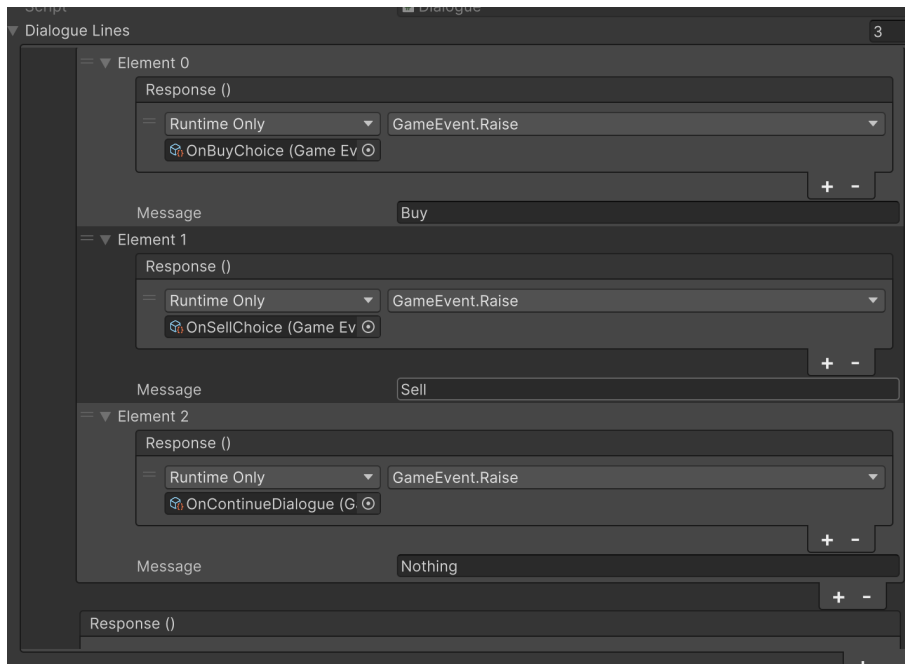 Script Dialogue
Dialogue Lines 3
Element 0
Response ()
Runtime Only GameEvent.Raise
OnBuyChoice (Game Ev
Message Buy
Element 1
Response ()
Runtime Only GameEvent.Raise
OnSellChoice (Game Ev
Message Sell
Element 2
Response ()
Runtime Only GameEvent.Raise
OnContinueDialogue (G
Message Nothing
Response ()